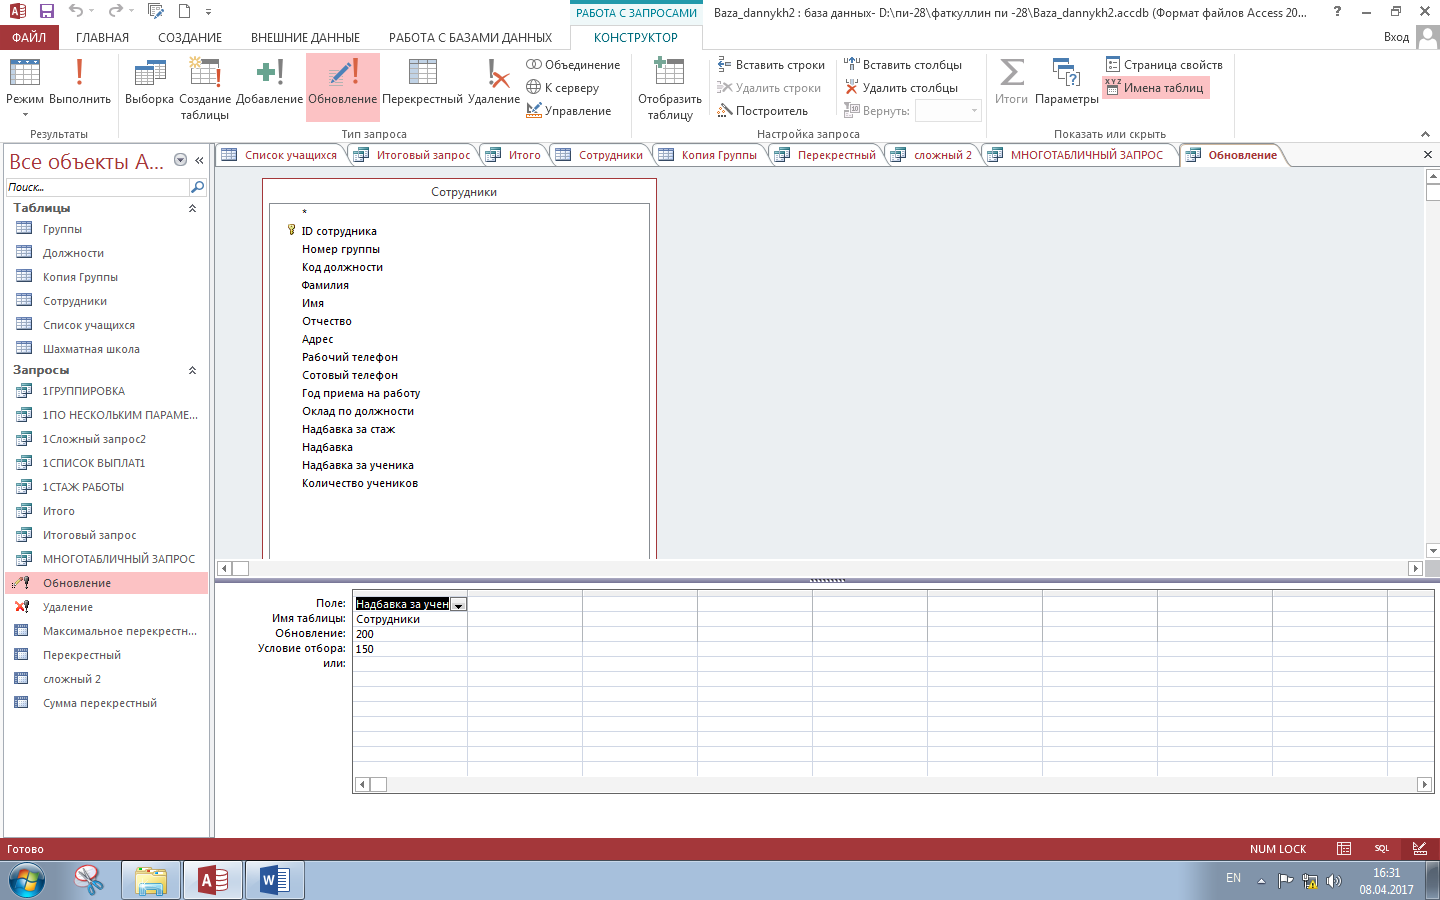 РАБОТА С ЗАПРОСАМИ
Baza_dannykh2 : база данных- D:\пи-28\фаткуллин пи -28\Baza_dannykh2.accdb (Формат файлов Access 20...
?
ФАЙЛ ГЛАВНАЯ СОЗДАНИЕ ВНЕШНИЕ ДАННЫЕ РАБОТА С БАЗАМИ ДАННЫХ КОНСТРУКТОР Вход
Режим Выполнить
Результаты
Выборка Создание таблицы Добавление Обновление Перекрестный Удаление
Объединение
К серверу
Управление
Тип запроса
Отобразить таблицу
Вставить строки
Удалить строки
Построитель
Вставить столбцы
Удалить столбцы
Вернуть:
Настройка запроса
Итоги Параметры
Страница свойств
XYZ Имена таблиц
Показать или скрыть
Все объекты A...
Поиск...
Таблицы
Группы
Должности
Копия Группы
Сотрудники
Список учащихся
Шахматная школа
Запросы
1ГРУППИРОВКА
1ПО НЕСКОЛЬКИМ ПАРАМЕ...
1Сложный запрос2
1СПИСОК ВЫПЛАТ1
1СТАЖ РАБОТЫ
Итого
Итоговый запрос
МНОГОТАБЛИЧНЫЙ ЗАПРОС
Обновление
Удаление
Максимальное перекрестн...
Перекрестный
сложный 2
Сумма перекрестный
Список учащихся Итоговый запрос Итого Сотрудники Копия Группы Перекрестный сложный 2 МНОГОТАБЛИЧНЫЙ ЗАПРОС Обновление
Сотрудники
*
ID сотрудника
Номер группы
Код должности
Фамилия
Имя
Отчество
Адрес
Рабочий телефон
Сотовый телефон
Год приема на работу
Оклад по должности
Надбавка за стаж
Надбавка
Надбавка за ученика
Количество учеников
Поле: Надбавка за учен
Имя таблицы: Сотрудники
Обновление: 200
Условие отбора: 150
или:
Готово
NUM LOCK
SQL
EN
16:31
08.04.2017